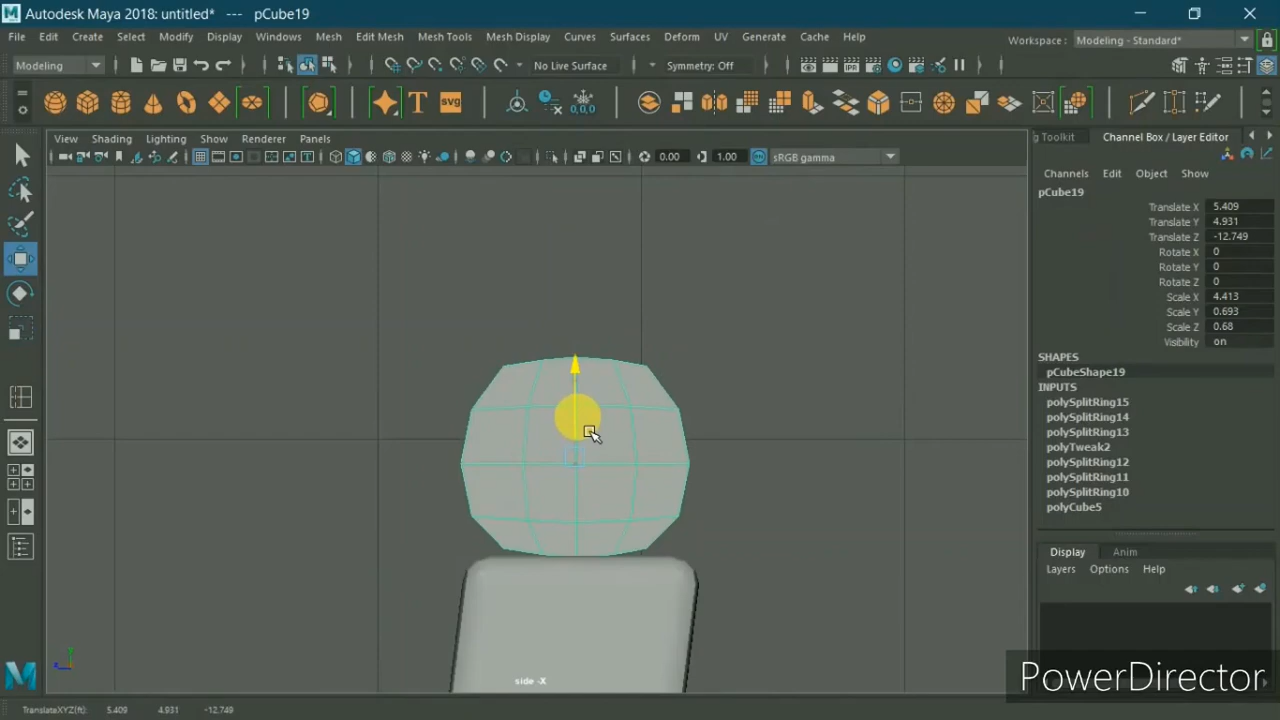 Autodesk Maya 2018: untitled* --- pCube19
File Edit Create Select Modify Display Windows Mesh Edit Mesh Mesh Tools Mesh Display Curves Surfaces Deform UV Generate Cache Help
Workspace : Modeling - Standard*
Modeling No Live Surface Symmetry: Off
T SVG 0,0,0
View Shading Lighting Show Renderer Panels
g Toolkit Channel Box / Layer Editor
0.00 1.00 sRGB gamma
Channels Edit Object Show
pCube19
Translate X 5.409
Translate Y 4.931
Translate Z -12.749
Rotate X 0
Rotate Y 0
Rotate Z 0
Scale X 4.413
Scale Y 0.693
Scale Z 0.68
Visibility on
SHAPES
pCubeShape19
INPUTS
polySplitRing15
polySplitRing14
polySplitRing13
polyTweak2
polySplitRing12
polySplitRing11
polySplitRing10
polyCube5
Display Anim
Layers Options Help
side -X
PowerDirector
TranslateXYZ(ft): 5.409 4.931 -12.749